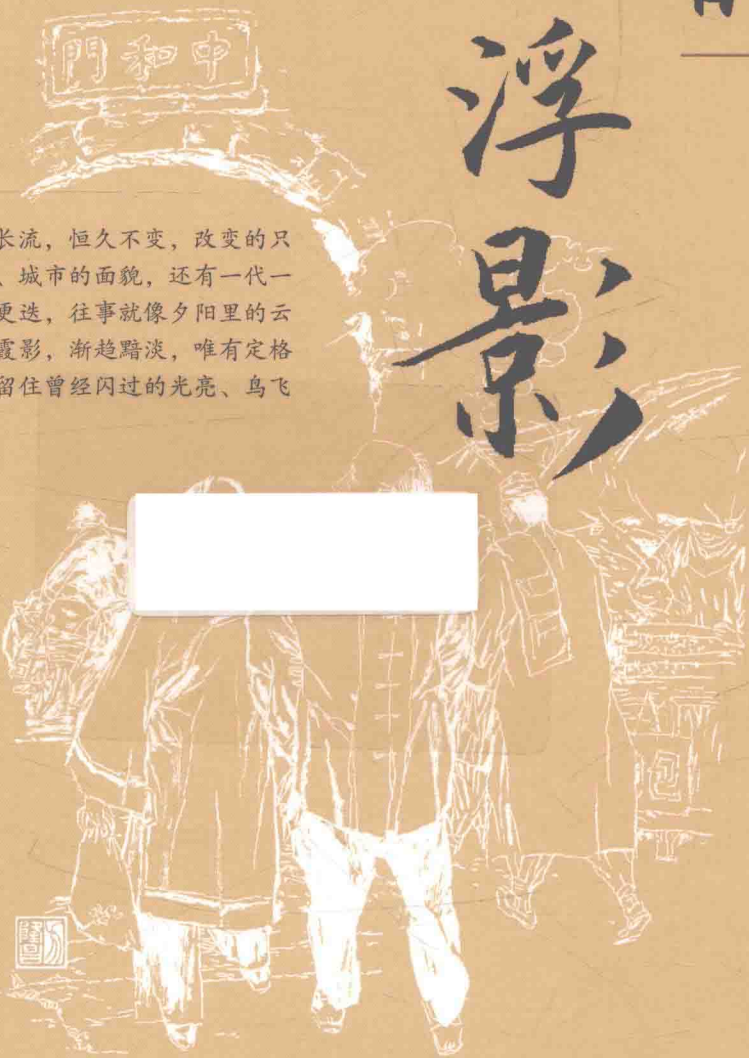 中和門
浮影
长流，恒久不变，改变的只
、城市的面貌，还有一代一
更迭，往事就像夕阳里的云
霞影，渐趋黯淡，唯有定格
留住曾经闪过的光亮、鸟飞
包